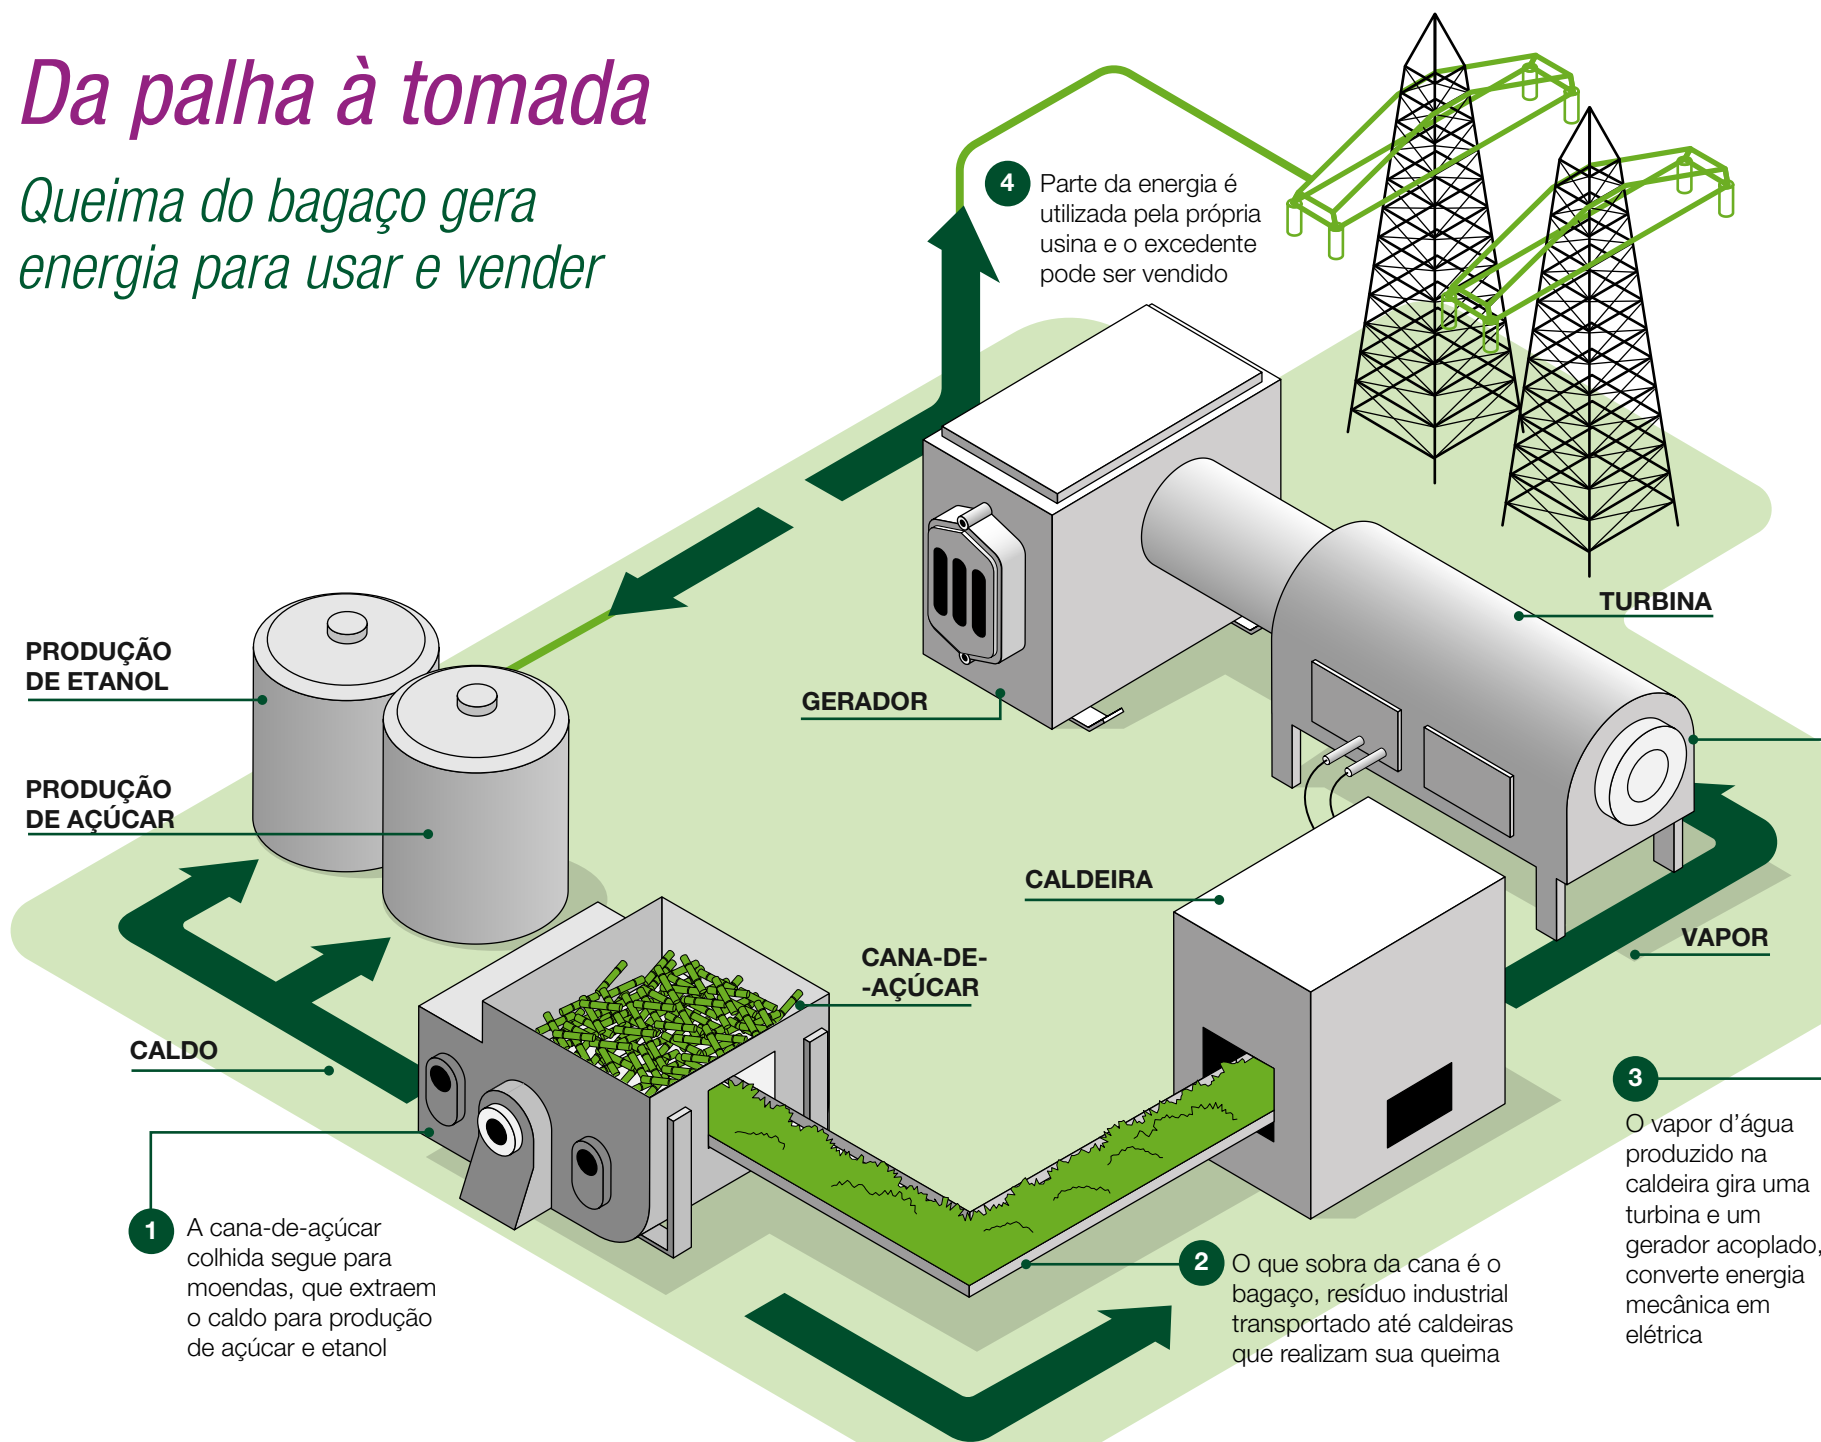 Da palha à tomada
Queima do bagaço gera
energia para usar e vender
4
Parte da energia é
utilizada pela própria
usina e o excedente
pode ser vendido
TURBINA
PRODUÇÃO
DE ETANOL
GERADOR
PRODUÇÃO
DE AÇÚCAR
CALDEIRA
CANA-DE-
-AÇÚCAR
VAPOR
CALDO
3
O vapor d’água
produzido na
caldeira gira uma
turbina e um
gerador acoplado,
converte energia
mecânica em
elétrica
1
A cana-de-açúcar
colhida segue para
moendas, que extraem
o caldo para produção
de açúcar e etanol
2
O que sobra da cana é o
bagaço, resíduo industrial
transportado até caldeiras
que realizam sua queima